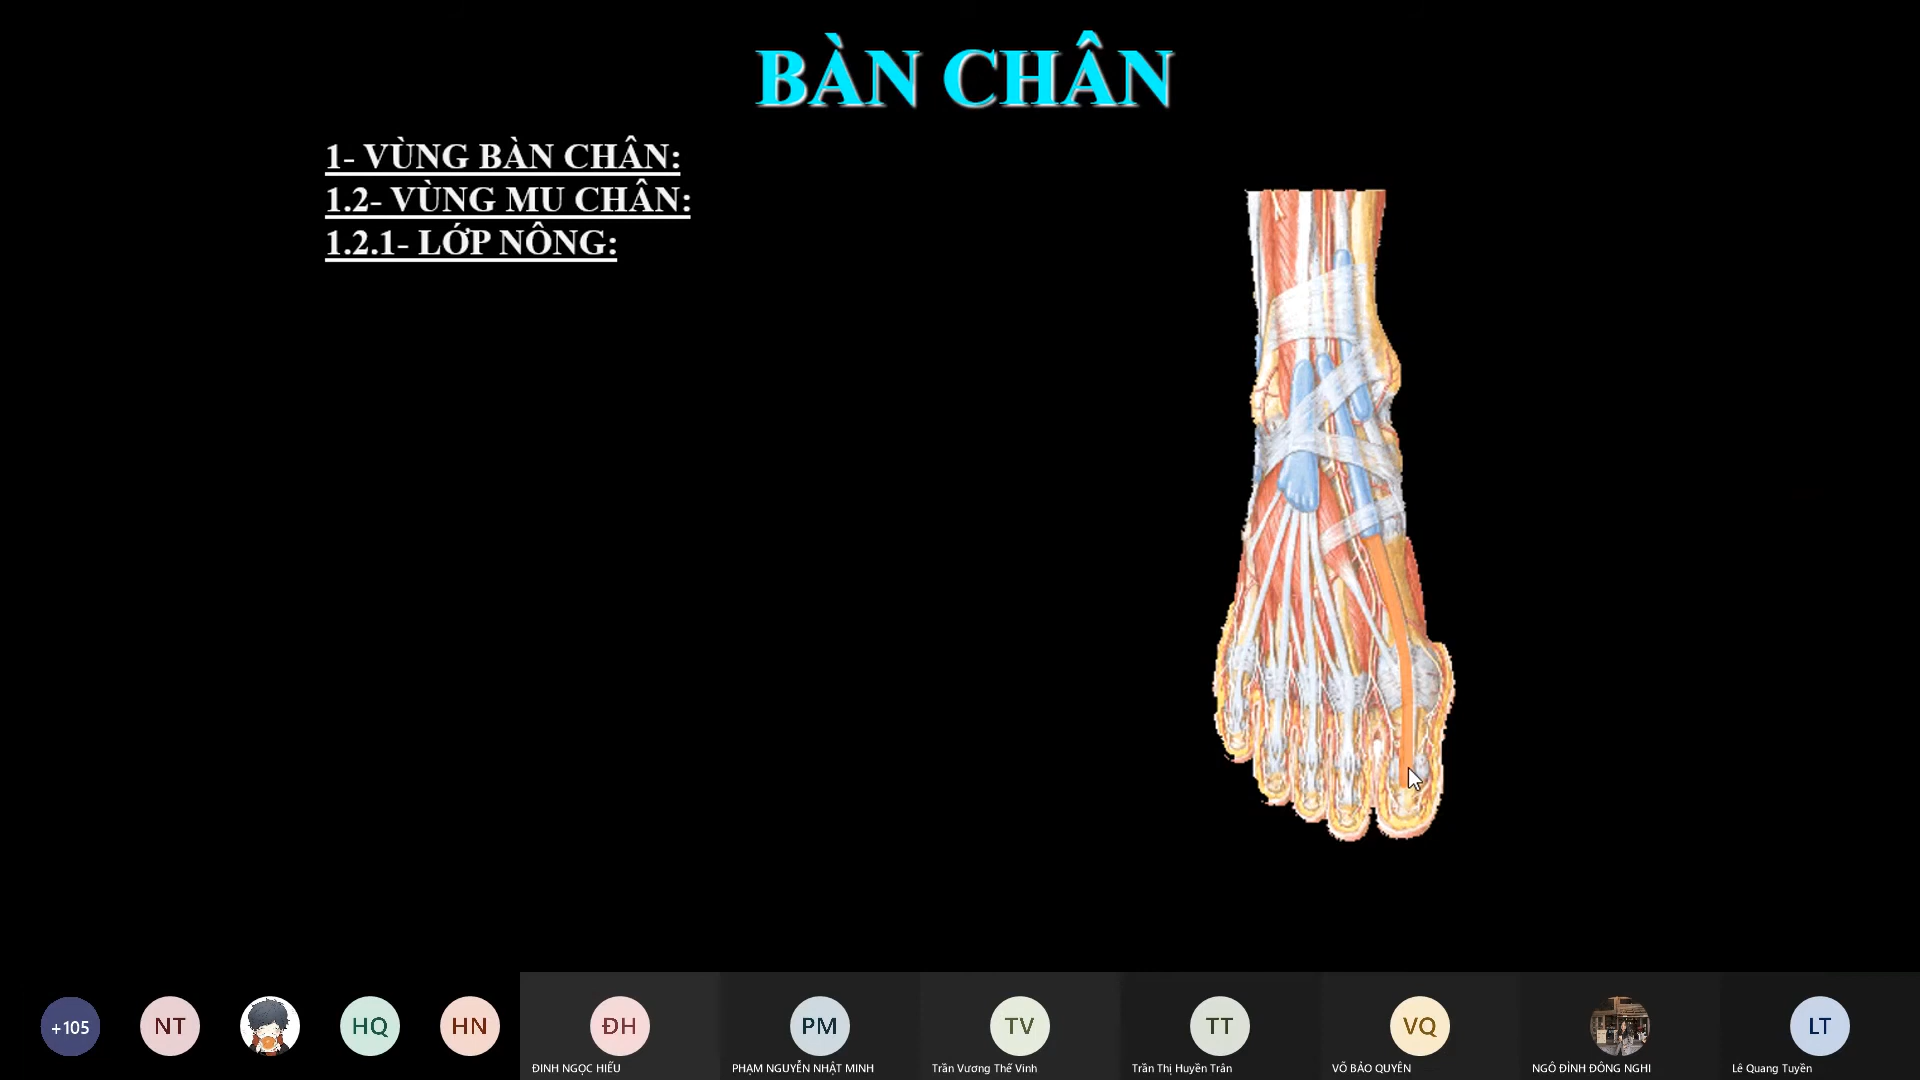 BÀN CHÂN
1- VÙNG BÀN CHÂN:
1.2- VÙNG MU CHÂN:
1.2.1- LỚP NÔNG:
+105
NT
HQ
HN
ĐH
PM
TV
TT
VQ
LT
ĐINH NGỌC HIẾU
PHẠM NGUYỄN NHẬT MINH
Trần Vương Thế Vinh
Trần Thị Huyền Trân
VÕ BẢO QUYÊN
NGÔ ĐÌNH ĐÔNG NGHI
Lê Quang Tuyền